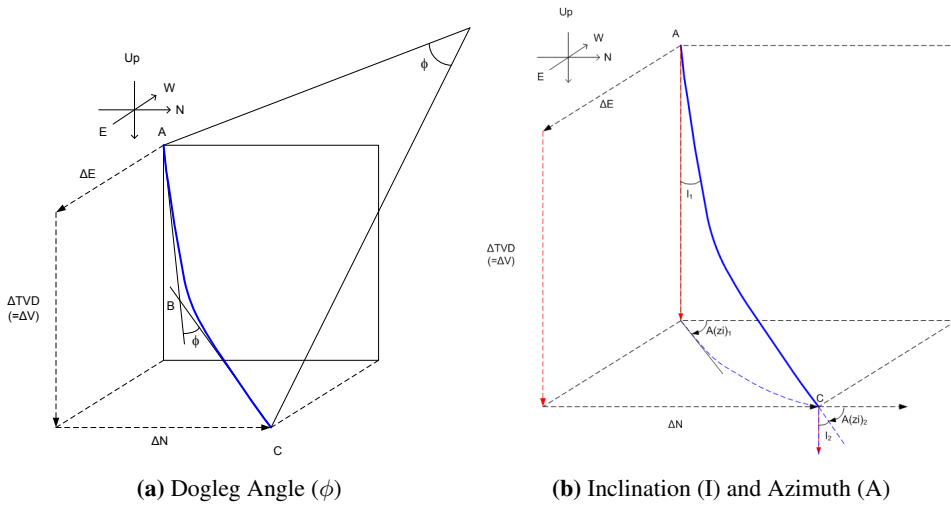 Up
W
N
E
A
ϕ
ΔE
ΔTVD
(=ΔV)
B
ϕ
ΔN
C
(a) Dogleg Angle (ϕ)
Up
W
N
E
A
ΔE
I₁
ΔTVD
(=ΔV)
A(zi)₁
C
ΔN
A(zi)₂
I₂
(b) Inclination (I) and Azimuth (A)